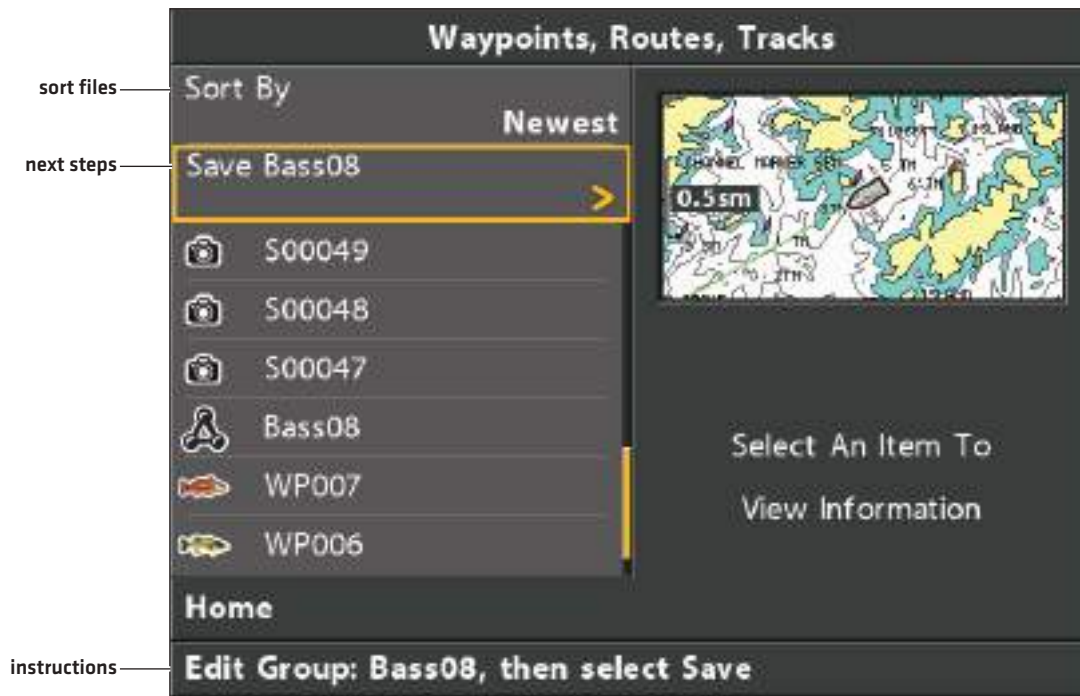 Waypoints, Routes, Tracks
sort files
Sort By
Newest
next steps
Save Bass08
>
S00049
S00048
S00047
Bass08
WP007
WP006
0.5sm
Select An Item To
View Information
Home
instructions
Edit Group: Bass08, then select Save